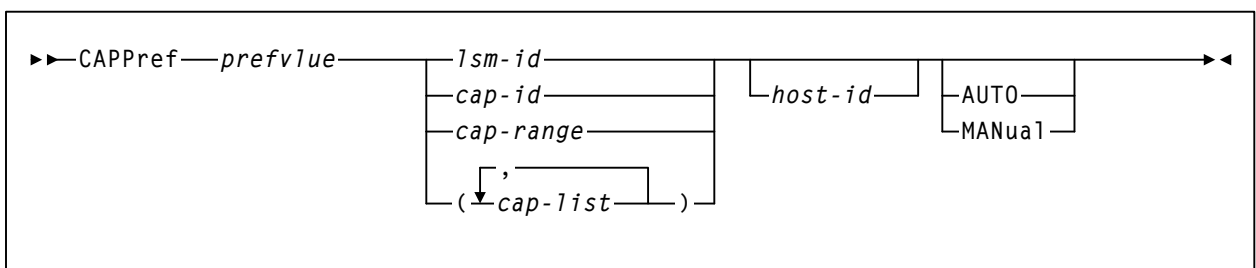 CAPPref prefvlue lsm-id
cap-id host-id AUTO
cap-range MANual
,
( cap-list )